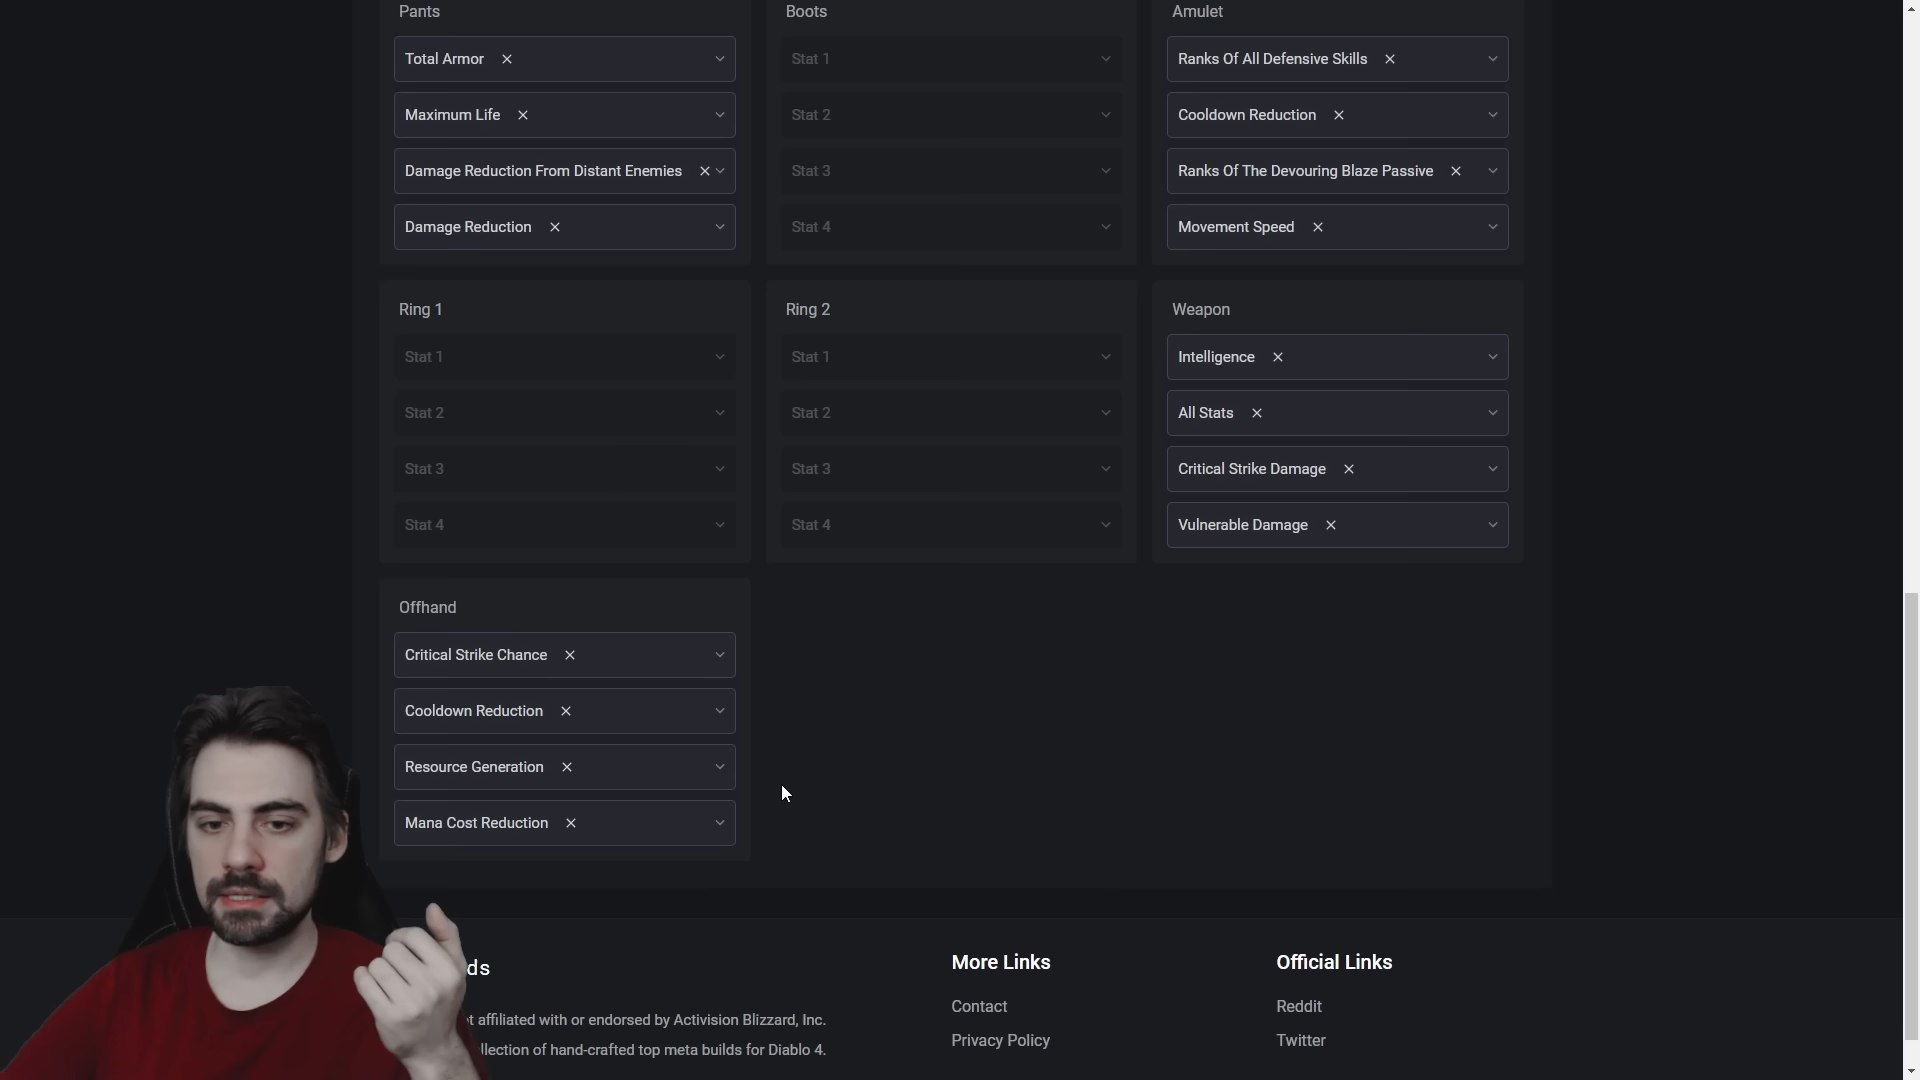 Pants
Total Armor
Maximum Life
Damage Reduction From Distant Enemies
Damage Reduction
Boots
Stat 1
Stat 2
Stat 3
Stat 4
Amulet
Ranks Of All Defensive Skills
Cooldown Reduction
Ranks Of The Devouring Blaze Passive
Movement Speed
Ring 1
Stat 1
Stat 2
Stat 3
Stat 4
Ring 2
Stat 1
Stat 2
Stat 3
Stat 4
Weapon
Intelligence
All Stats
Critical Strike Damage
Vulnerable Damage
Offhand
Critical Strike Chance
Cooldown Reduction
Resource Generation
Mana Cost Reduction
affiliated with or endorsed by Activision Blizzard, Inc.
of hand-crafted top meta builds for Diablo 4.
More Links
Contact
Privacy Policy
Official Links
Reddit
Twitter